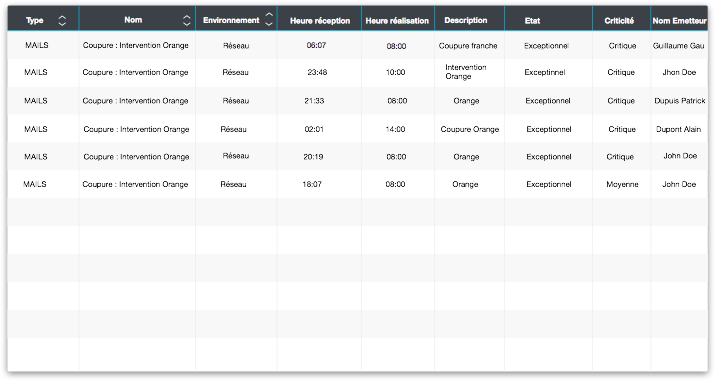 Type Nom Environnement Heure réception Heure réalisation Description Etat Criticité Nom Emetteur
MAILS Coupure : Intervention Orange Réseau 06:07 08:00 Coupure franche Exceptionnel Critique Guillaume Gau
MAILS Coupure : Intervention Orange Réseau 23:48 10:00 Intervention Orange Exceptinnel Critique Jhon Doe
MAILS Coupure : Intervention Orange Réseau 21:33 08:00 Orange Exceptionnel Critique Dupuis Patrick
MAILS Coupure : Intervention Orange Réseau 02:01 14:00 Coupure Orange Exceptionnel Critique Dupont Alain
MAILS Coupure : Intervention Orange Réseau 20:19 08:00 Orange Exceptionnel Critique John Doe
MAILS Coupure : Intervention Orange Réseau 18:07 08:00 Orange Exceptionnel Moyenne John Doe